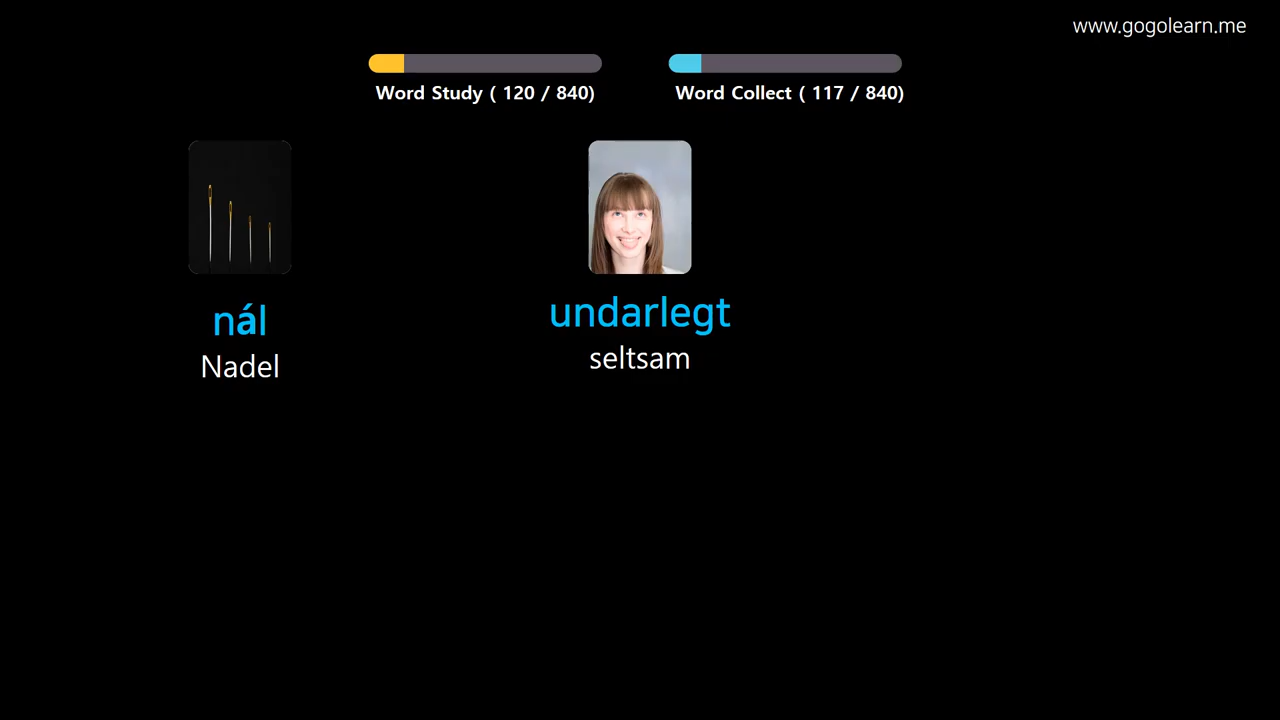 www.gogolearn.me
Word Study ( 120 / 840)
Word Collect ( 117 / 840)
nál
Nadel
undarlegt
seltsam